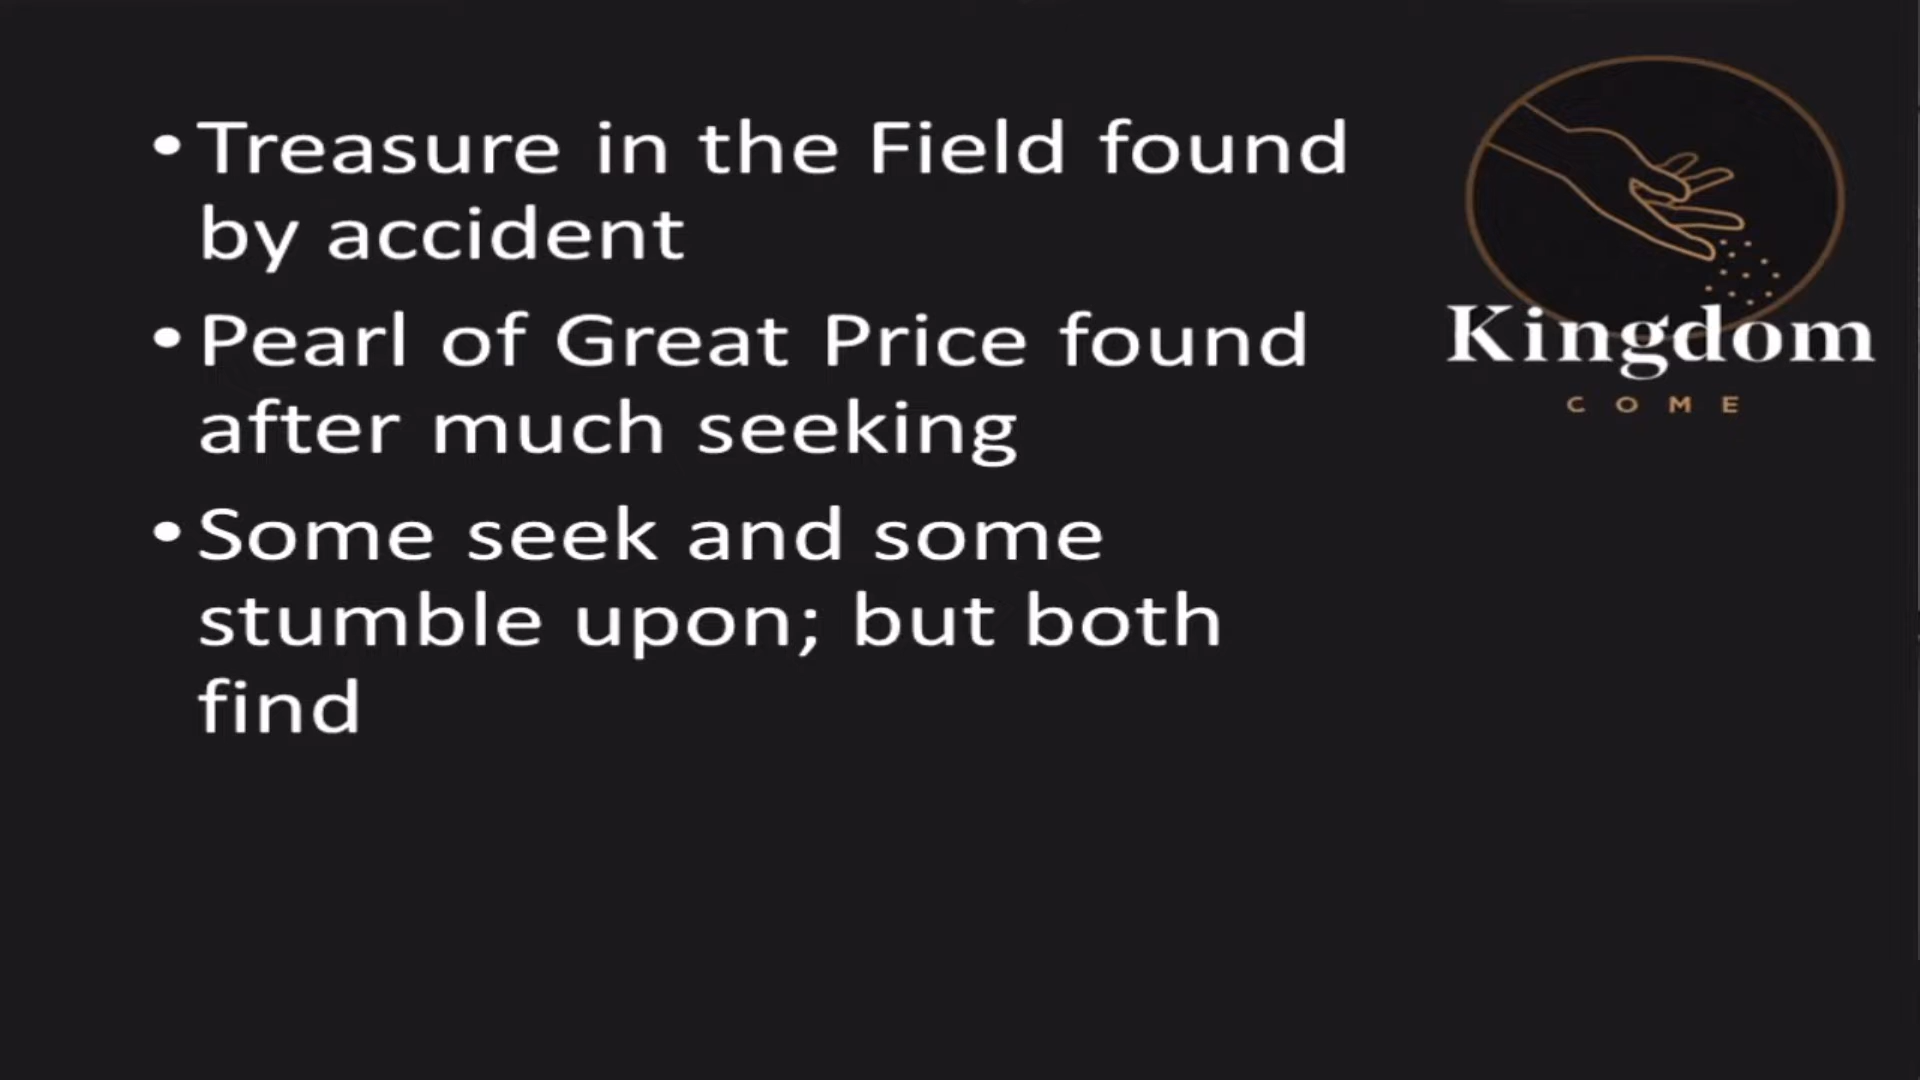 •Treasure in the Field found
by accident
•Pearl of Great Price found
after much seeking
•Some seek and some
stumble upon; but both
find
Kingdom
COME